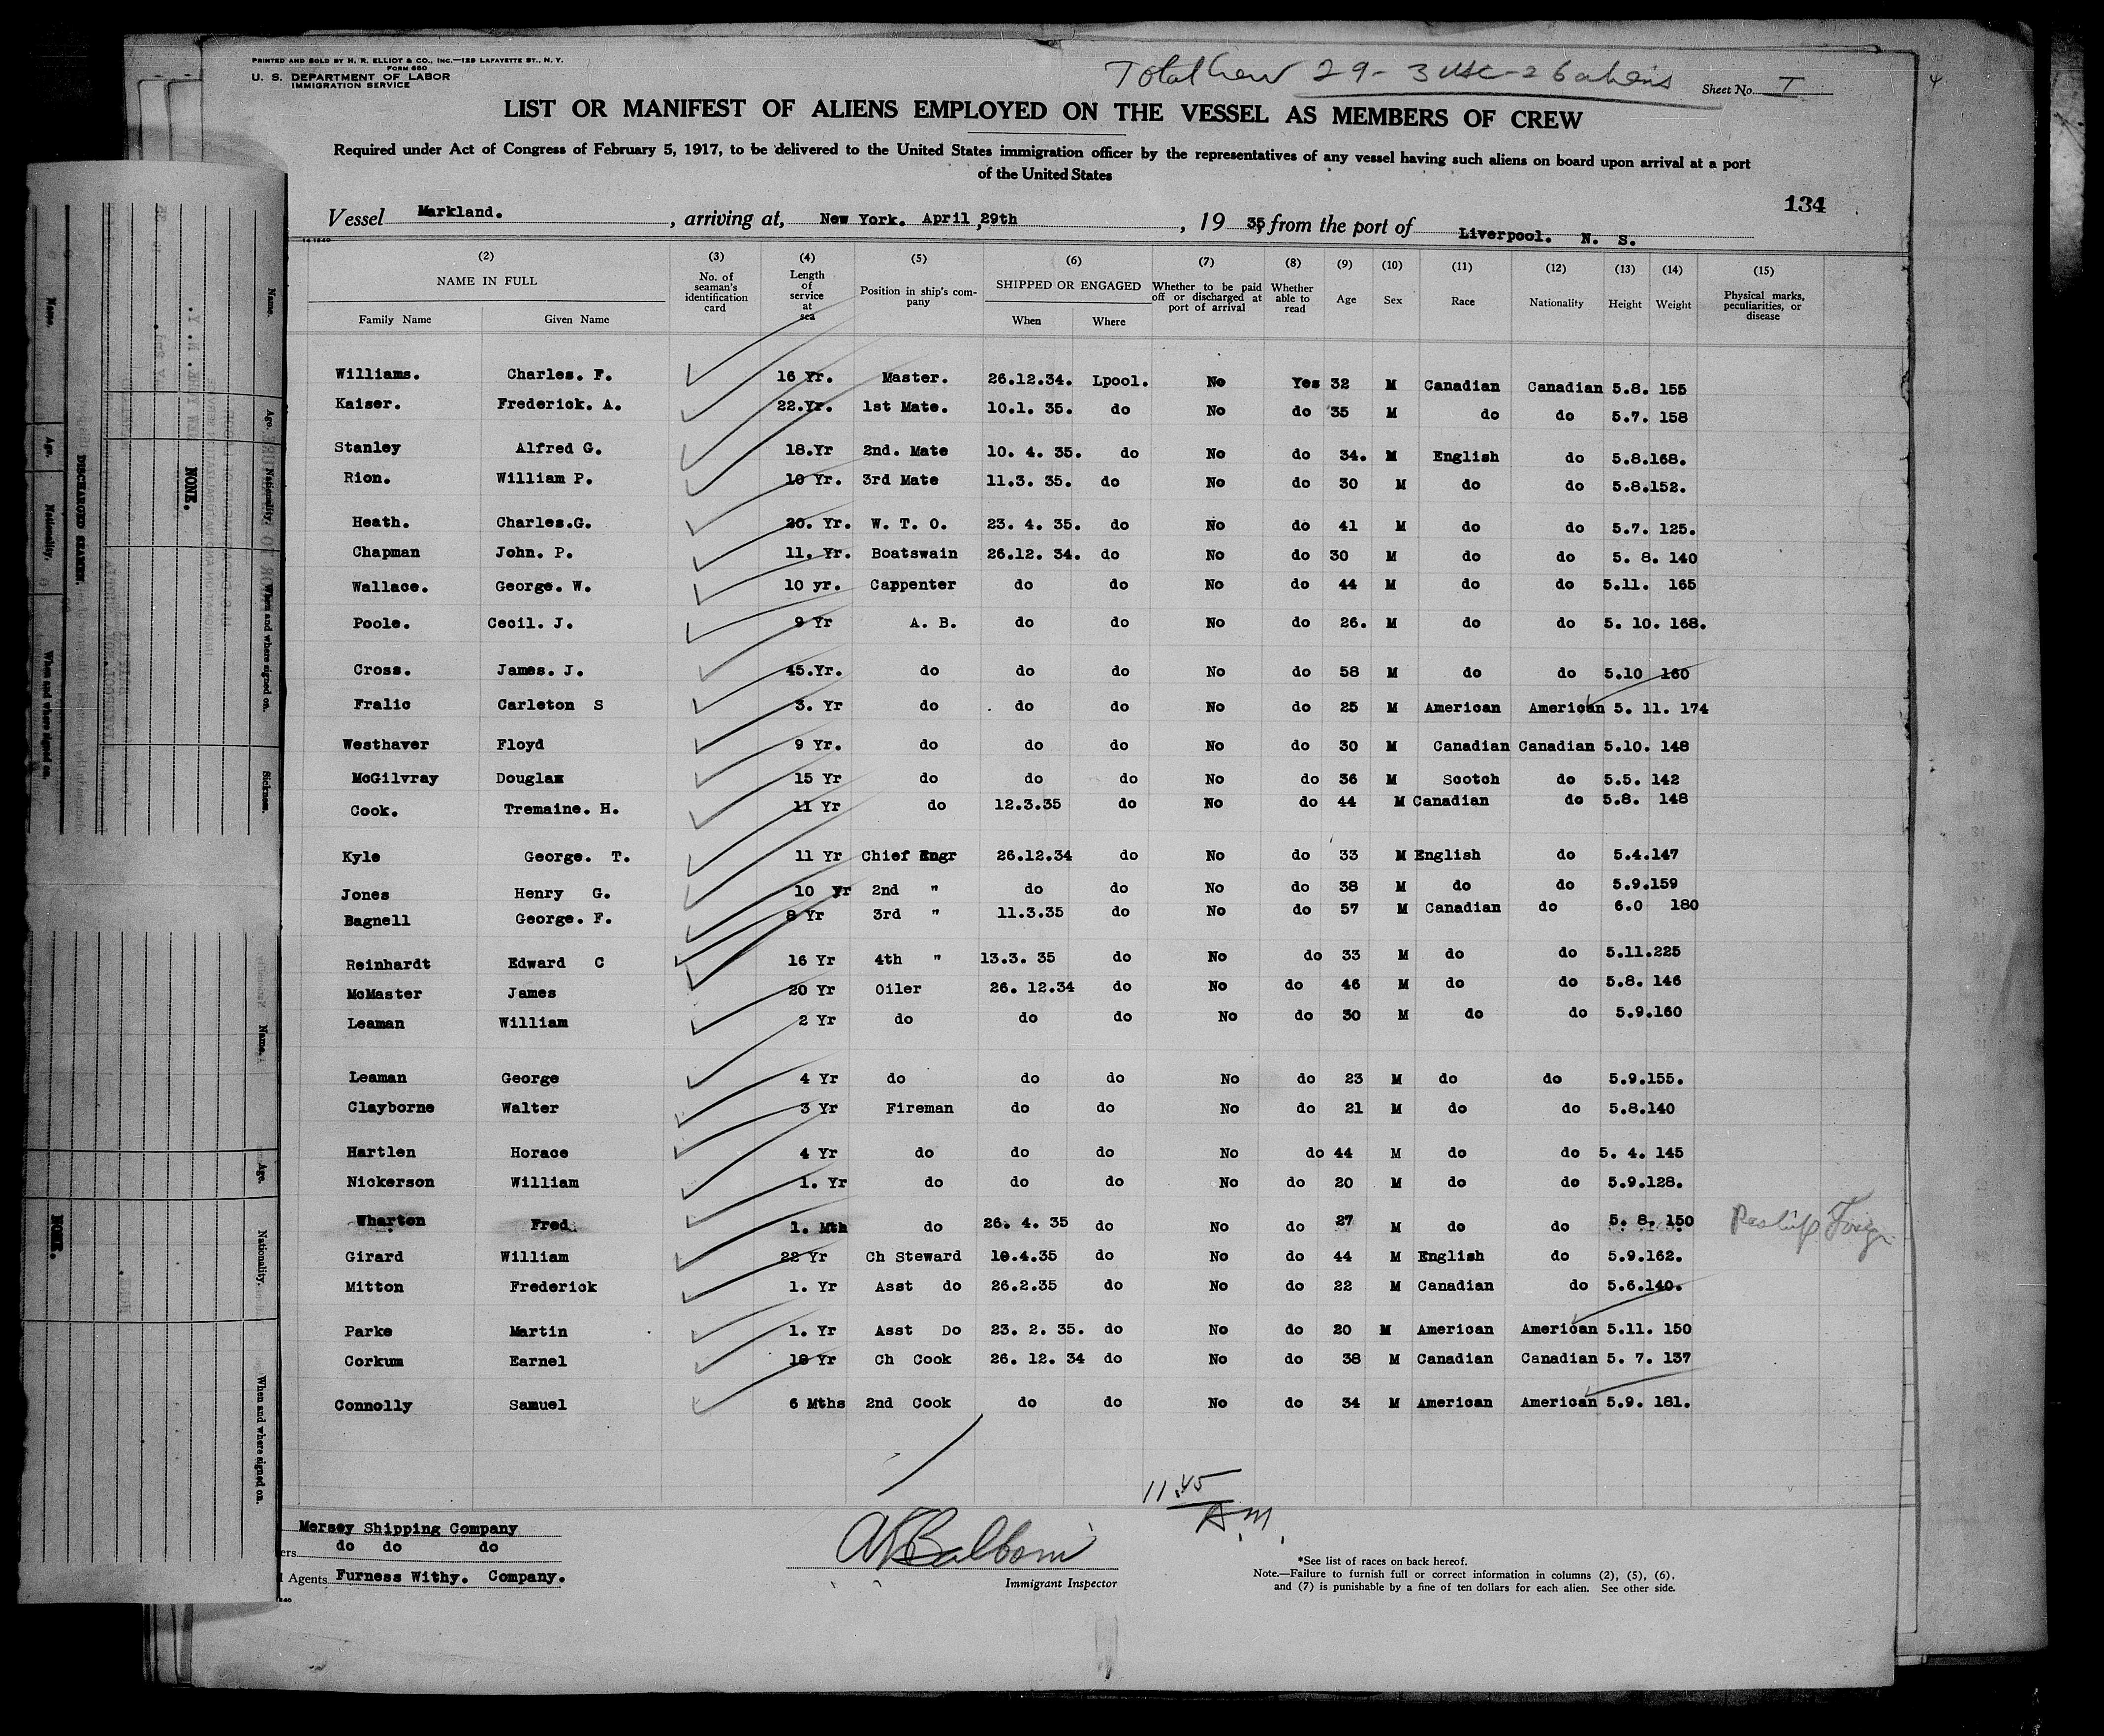 PRINTED AND SOLD BY H. R. ELLIOT & CO., INC.—129 LAFAYETTE ST., N. Y.
FORM 680
U. S. DEPARTMENT OF LABOR
IMMIGRATION SERVICE
Total Crew 29 - 3 USC - 26 aliens
Sheet No. 1
LIST OR MANIFEST OF ALIENS EMPLOYED ON THE VESSEL AS MEMBERS OF CREW
Required under Act of Congress of February 5, 1917, to be delivered to the United States immigration officer by the representatives of any vessel having such aliens on board upon arrival at a port
of the United States
134
Vessel Markland. , arriving at, New York. April ,29th , 19 35, from the port of Liverpool. N. S.
(2) (3) (4) (5) (6) (7) (8) (9) (10) (11) (12) (13) (14) (15)
NAME IN FULL No. of seaman's identification card Length of service at sea Position in ship's company SHIPPED OR ENGAGED Whether to be paid off or discharged at port of arrival Whether able to read Age Sex Race Nationality Height Weight Physical marks, peculiarities, or disease
Family Name Given Name When Where
Williams. Charles. F. 16 Yr. Master. 26.12.34. Lpool. No Yes 32 M Canadian Canadian 5.8. 155
Kaiser. Frederick. A. 22.Yr. 1st Mate. 10.1. 35. do No do 35 M do do 5.7. 158
Stanley Alfred G. 18.Yr 2nd. Mate 10. 4. 35. do No do 34. M English do 5.8.168.
Rion. William P. 10 Yr. 3rd Mate 11.3. 35. do No do 30 M do do 5.8.152.
Heath. Charles.G. 20. Yr. W. T. O. 23. 4. 35. do No do 41 M do do 5.7. 125.
Chapman John. P. 11. Yr. Boatswain 26.12. 34. do No do 30 M do do 5. 8. 140
Wallace. George. W. 10 yr. Cappenter do do No do 44 M do do 5.11. 165
Poole. Cecil. J. 9 Yr A. B. do do No do 26. M do do 5. 10. 168.
Cross. James. J. 45.Yr. do do do No do 58 M do do 5.10 160
Fralic Carleton S 3. Yr do do do No do 25 M American American 5. 11. 174
Westhaver Floyd 9 Yr. do do do No do 30 M Canadian Canadian 5.10. 148
McGilvray Douglas 15 Yr do do do No do 36 M Scotch do 5.5. 142
Cook. Tremaine. H. 11 Yr do 12.3.35 do No do 44 M Canadian do 5.8. 148
Kyle George. T. 11 Yr Chief Engr 26.12.34 do No do 33 M English do 5.4.147
Jones Henry G. 10 Yr 2nd " do do No do 38 M do do 5.9.159
Bagnell George. F. 8 Yr 3rd " 11.3.35 do No do 57 M Canadian do 6.0 180
Reinhardt Edward C 16 Yr 4th " 13.3. 35 do No do 33 M do do 5.11.225
McMaster James 20 Yr Oiler 26. 12.34 do No do 46 M do do 5.8. 146
Leaman William 2 Yr do do do No do 30 M do do 5.9.160
Leaman George 4 Yr do do do No do 23 M do do 5.9.155.
Clayborne Walter 3 Yr Fireman do do No do 21 M do do 5.8.140
Hartlen Horace 4 Yr do do do No do 44 M do do 5. 4. 145
Nickerson William 1. Yr do do do No do 20 M do do 5.9.128.
Wharton Fred 1. Mth do 26. 4. 35 do No do 27 M do do 5. 8. 150
Girard William 22 Yr Ch Steward 10.4.35 do No do 44 M English do 5.9.162.
Mitton Frederick 1. Yr Asst do 26.2.35 do No do 22 M Canadian do 5.6.140.
Parke Martin 1. Yr Asst Do 23. 2. 35. do No do 20 M American American 5.11. 150
Corkum Earnel 18 Yr Ch Cook 26. 12. 34 do No do 38 M Canadian Canadian 5. 7. 137
Connolly Samuel 6 Mths 2nd Cook do do No do 34 M American American 5.9. 181.
11.45
A.M.
Mersey Shipping Company
ers do do do
Agents Furness Withy. Company.
Immigrant Inspector
*See list of races on back hereof.
Note.—Failure to furnish full or correct information in columns (2), (5), (6),
and (7) is punishable by a fine of ten dollars for each alien. See other side.
Name. Age. Nationality. When and where signed on. Sickness.
NONE.
DISCHARGED SEAMEN.
Name. Age. Nationality. When and where signed on.
Name. Age. Nationality. When and where signed on.
NONE.